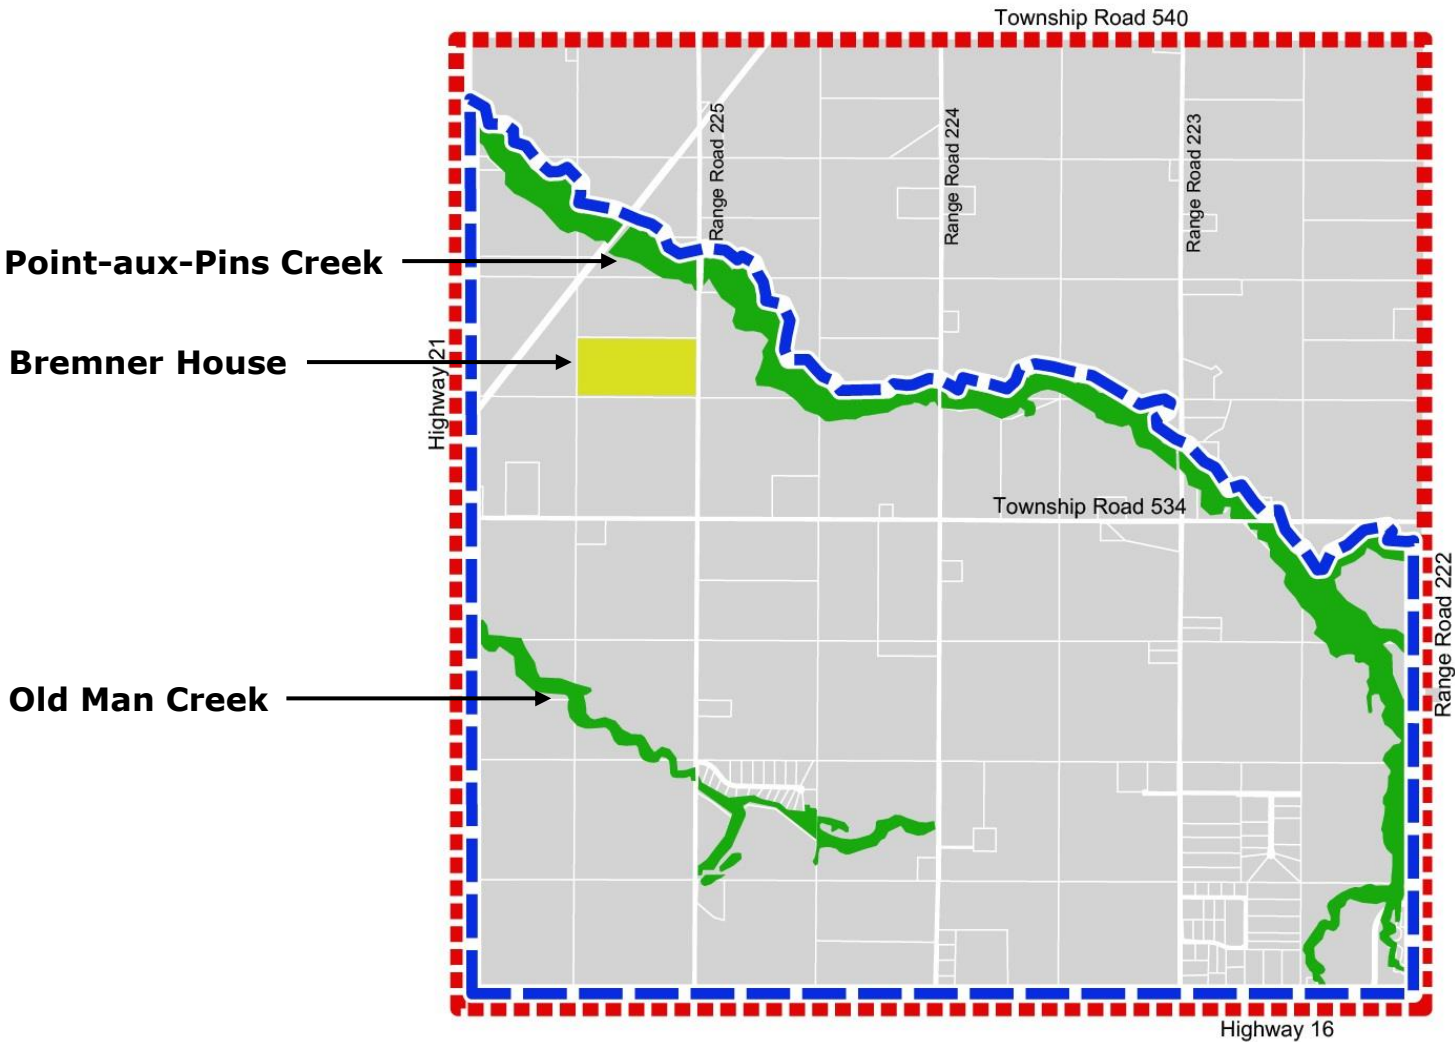 Township Road 540
Range Road 225
Range Road 224
Range Road 223
Point-aux-Pins Creek
Bremner House
Highway 21
Township Road 534
Range Road 222
Old Man Creek
Highway 16